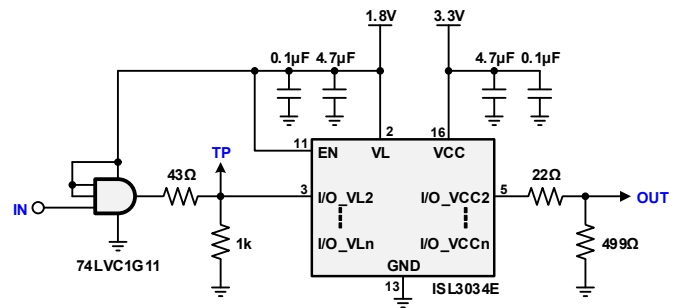 1.8V 3.3V
0.1µF 4.7µF 4.7µF 0.1µF
2 16
11 EN VL VCC
TP
43Ω 22Ω
3 I/O_VL2 I/O_VCC2 5
IN OUT
1k I/O_VLn I/O_VCCn 499Ω
74LVC1G11 GND
13 ISL3034E